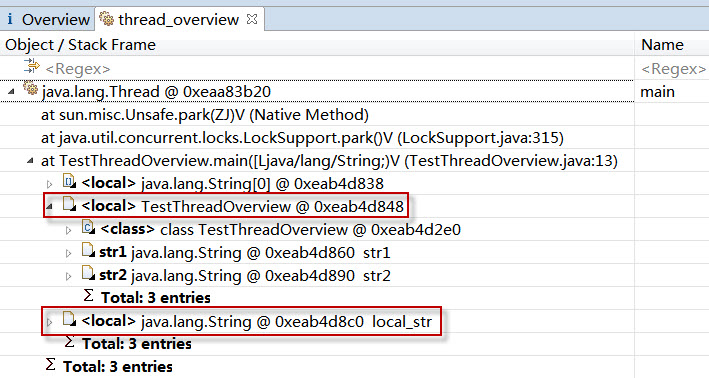 i Overview thread_overview
Object / Stack Frame Name
<Regex> <Regex>
java.lang.Thread @ 0xeaa83b20 main
at sun.misc.Unsafe.park(ZJ)V (Native Method)
at java.util.concurrent.locks.LockSupport.park()V (LockSupport.java:315)
at TestThreadOverview.main([Ljava/lang/String;)V (TestThreadOverview.java:13)
<local> java.lang.String[0] @ 0xeab4d838
<local> TestThreadOverview @ 0xeab4d848
<class> class TestThreadOverview @ 0xeab4d2e0
str1 java.lang.String @ 0xeab4d860 str1
str2 java.lang.String @ 0xeab4d890 str2
Σ Total: 3 entries
<local> java.lang.String @ 0xeab4d8c0 local_str
Σ Total: 3 entries
Σ Total: 3 entries